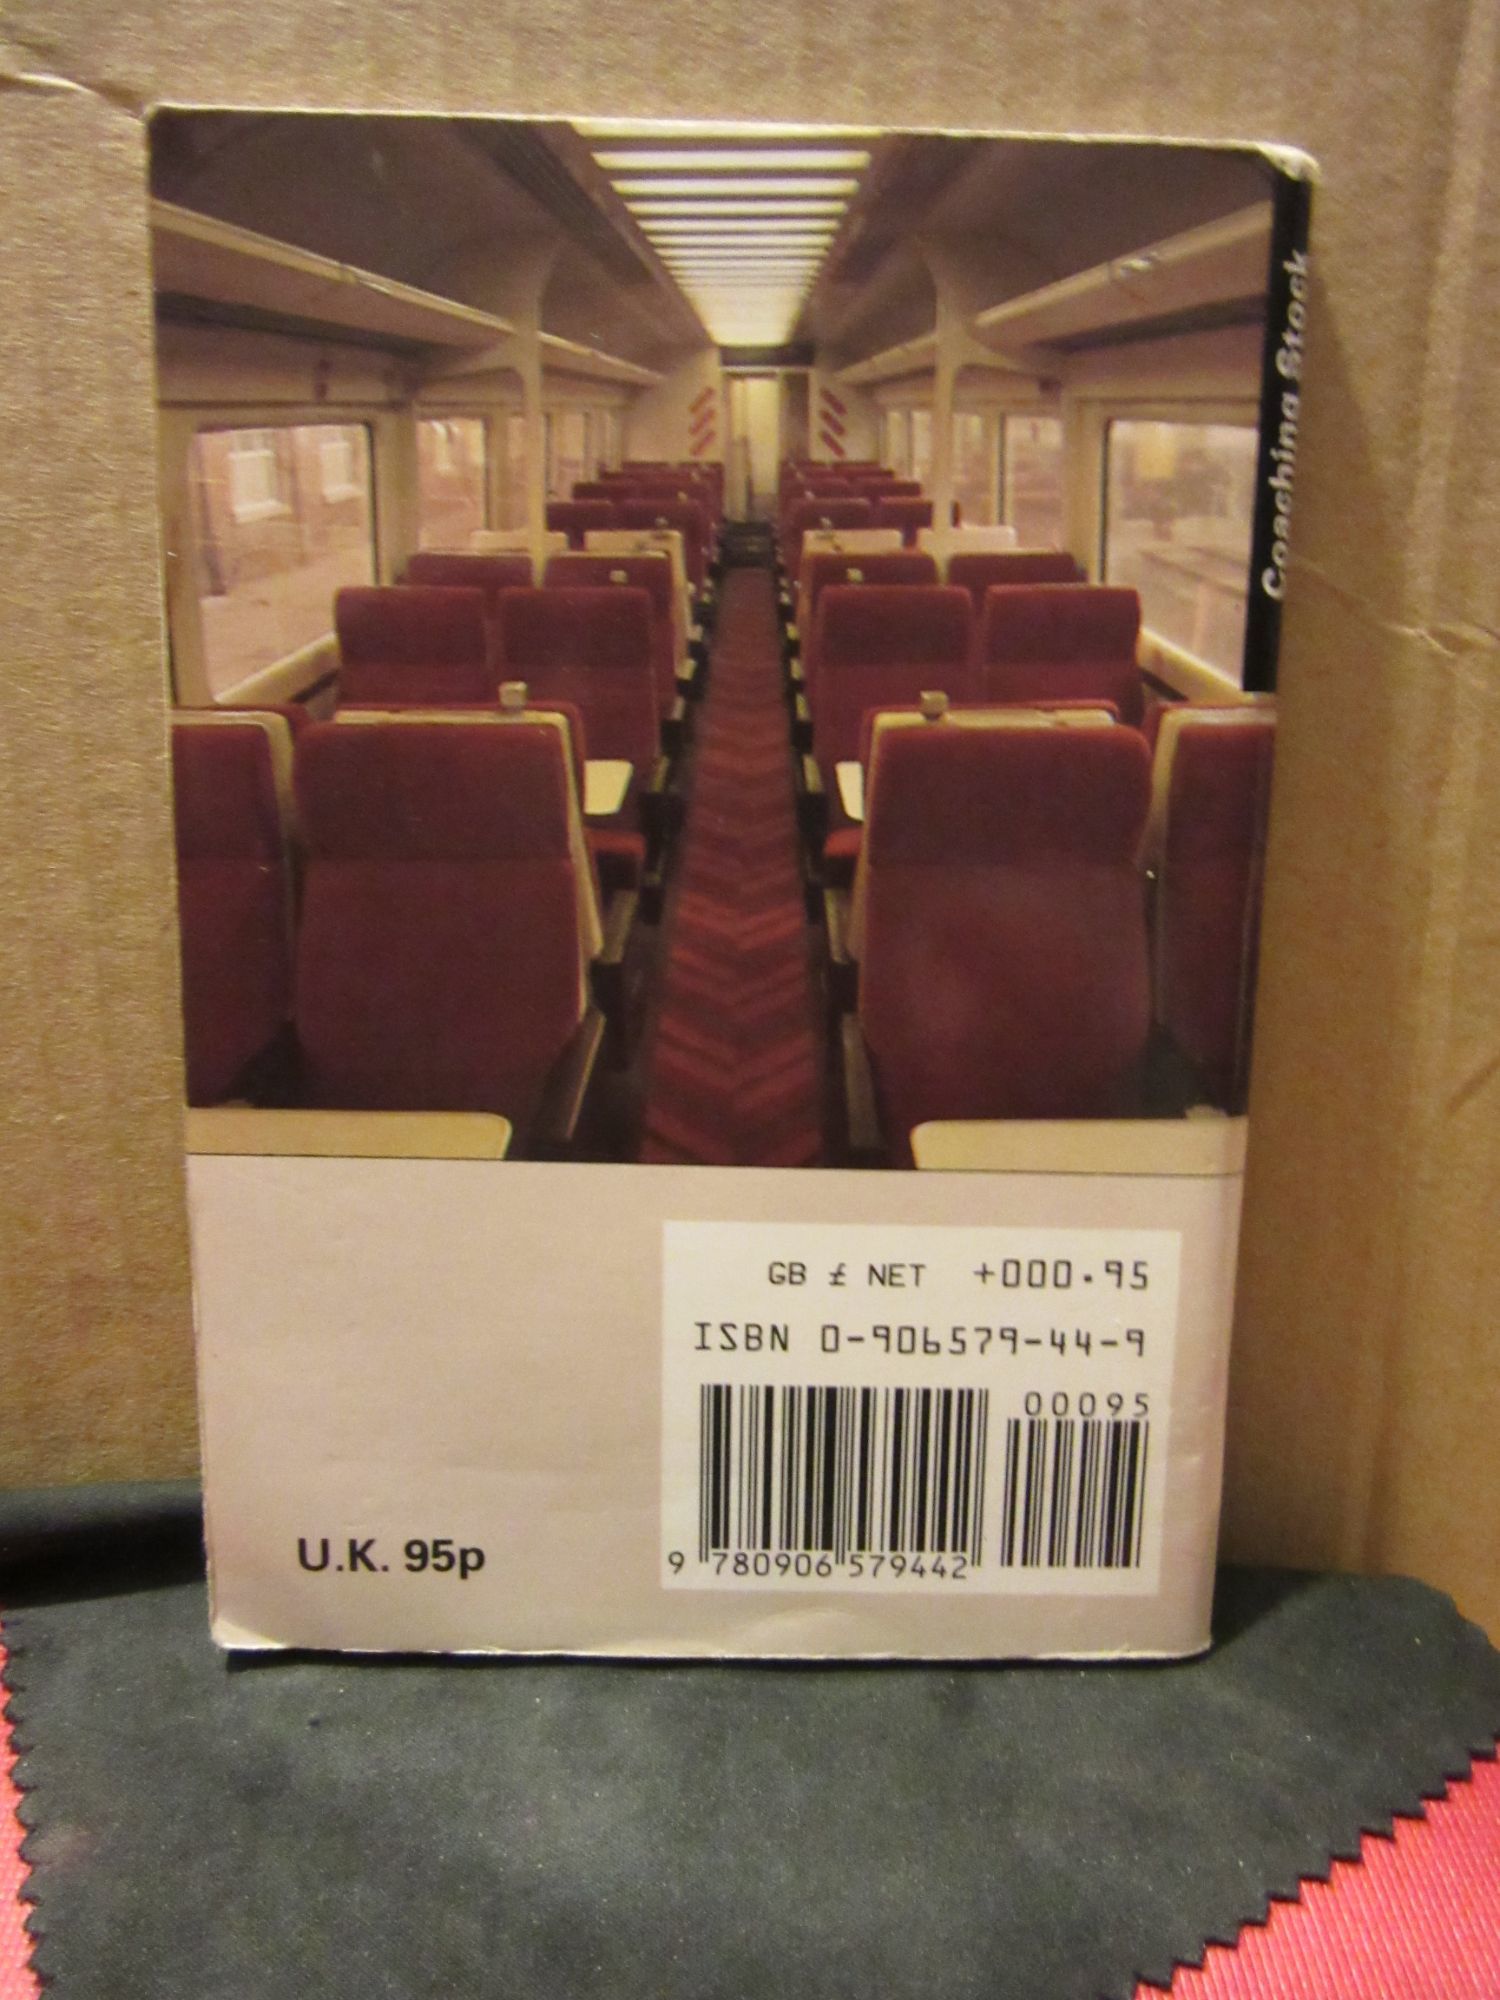 Coaching Stock
GB £ NET +000.95
ISBN 0-906579-44-9
00095
9 780906 579442
U.K. 95p